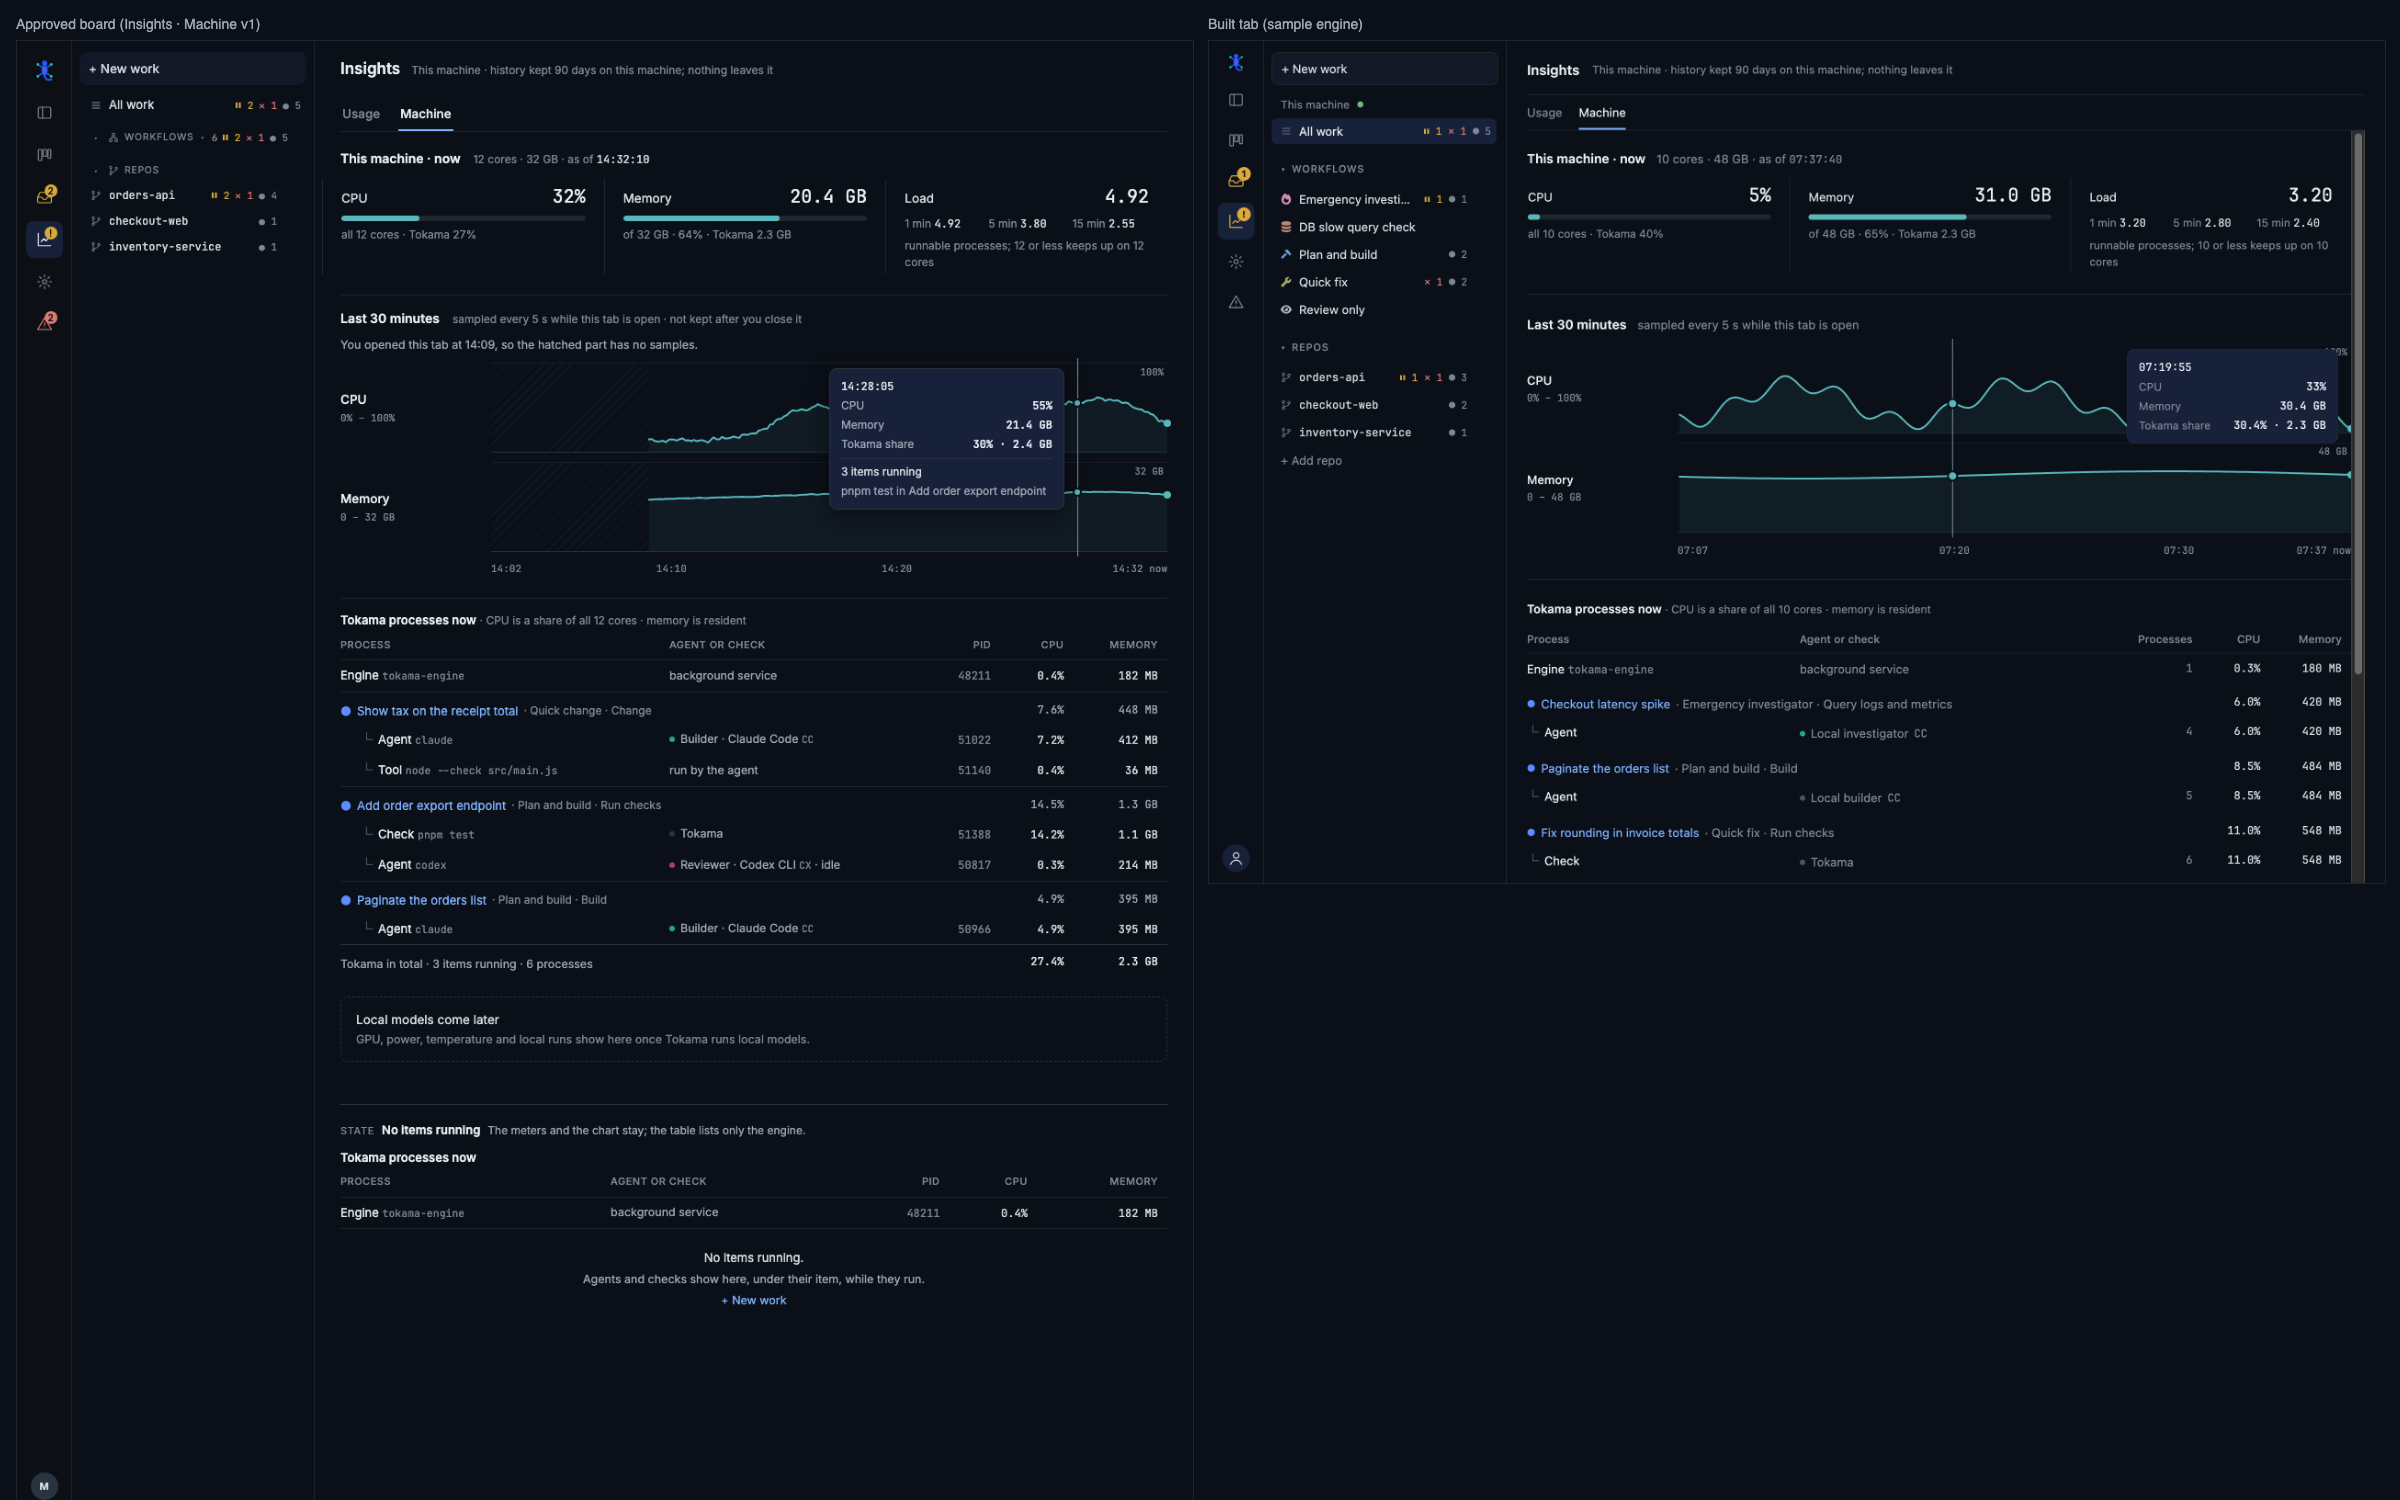 Approved board (Insights · Machine v1)
+ New work
All work 2 × 1 5
WORKFLOWS · 6 2 × 1 5
REPOS
orders-api 2 × 1 4
checkout-web 1
inventory-service 1
2
!
2
M
Insights This machine · history kept 90 days on this machine; nothing leaves it
Usage Machine
This machine · now 12 cores · 32 GB · as of 14:32:10
CPU 32%
all 12 cores · Tokama 27%
Memory 20.4 GB
of 32 GB · 64% · Tokama 2.3 GB
Load 4.92
1 min 4.92 5 min 3.80 15 min 2.55
runnable processes; 12 or less keeps up on 12
cores
Last 30 minutes sampled every 5 s while this tab is open · not kept after you close it
You opened this tab at 14:09, so the hatched part has no samples.
100%
CPU
0% – 100%
14:28:05
CPU 55%
Memory 21.4 GB
Tokama share 30% · 2.4 GB
3 items running
pnpm test in Add order export endpoint
32 GB
Memory
0 – 32 GB
14:02 14:10 14:20 14:32 now
Tokama processes now · CPU is a share of all 12 cores · memory is resident
PROCESS AGENT OR CHECK PID CPU MEMORY
Engine tokama-engine background service 48211 0.4% 182 MB
Show tax on the receipt total · Quick change · Change 7.6% 448 MB
Agent claude Builder · Claude Code CC 51022 7.2% 412 MB
Tool node --check src/main.js run by the agent 51140 0.4% 36 MB
Add order export endpoint · Plan and build · Run checks 14.5% 1.3 GB
Check pnpm test Tokama 51388 14.2% 1.1 GB
Agent codex Reviewer · Codex CLI CX · idle 50817 0.3% 214 MB
Paginate the orders list · Plan and build · Build 4.9% 395 MB
Agent claude Builder · Claude Code CC 50966 4.9% 395 MB
Tokama in total · 3 items running · 6 processes 27.4% 2.3 GB
Local models come later
GPU, power, temperature and local runs show here once Tokama runs local models.
STATE No items running The meters and the chart stay; the table lists only the engine.
Tokama processes now
PROCESS AGENT OR CHECK PID CPU MEMORY
Engine tokama-engine background service 48211 0.4% 182 MB
No items running.
Agents and checks show here, under their item, while they run.
+ New work
Built tab (sample engine)
+ New work
This machine
All work 1 × 1 5
WORKFLOWS
Emergency investi... 1 1
DB slow query check
Plan and build 2
Quick fix × 1 2
Review only
REPOS
orders-api 1 × 1 3
checkout-web 2
inventory-service 1
+ Add repo
1
!
Insights This machine · history kept 90 days on this machine; nothing leaves it
Usage Machine
This machine · now 10 cores · 48 GB · as of 07:37:40
CPU 5%
all 10 cores · Tokama 40%
Memory 31.0 GB
of 48 GB · 65% · Tokama 2.3 GB
Load 3.20
1 min 3.20 5 min 2.80 15 min 2.40
runnable processes; 10 or less keeps up on 10
cores
Last 30 minutes sampled every 5 s while this tab is open
CPU
0% – 100%
07:19:55
CPU 33%
Memory 30.4 GB
Tokama share 30.4% · 2.3 GB
48 GB
Memory
0 – 48 GB
07:07 07:20 07:30 07:37 now
Tokama processes now · CPU is a share of all 10 cores · memory is resident
Process Agent or check Processes CPU Memory
Engine tokama-engine background service 1 0.3% 180 MB
Checkout latency spike · Emergency investigator · Query logs and metrics 6.0% 420 MB
Agent Local investigator CC 4 6.0% 420 MB
Paginate the orders list · Plan and build · Build 8.5% 484 MB
Agent Local builder CC 5 8.5% 484 MB
Fix rounding in invoice totals · Quick fix · Run checks 11.0% 548 MB
Check Tokama 6 11.0% 548 MB